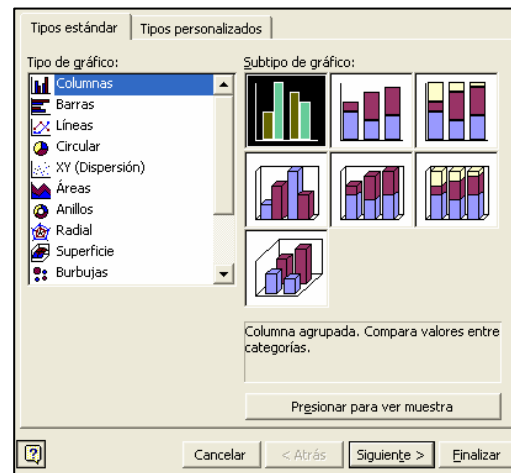 Tipos estándar
Tipos personalizados
Tipo de gráfico:
Columnas
Barras
Líneas
Circular
XY (Dispersión)
Áreas
Anillos
Radial
Superficie
Burbujas
Subtipo de gráfico:
Columna agrupada. Compara valores entre
categorías.
Presionar para ver muestra
?
Cancelar
< Atrás
Siguiente >
Finalizar